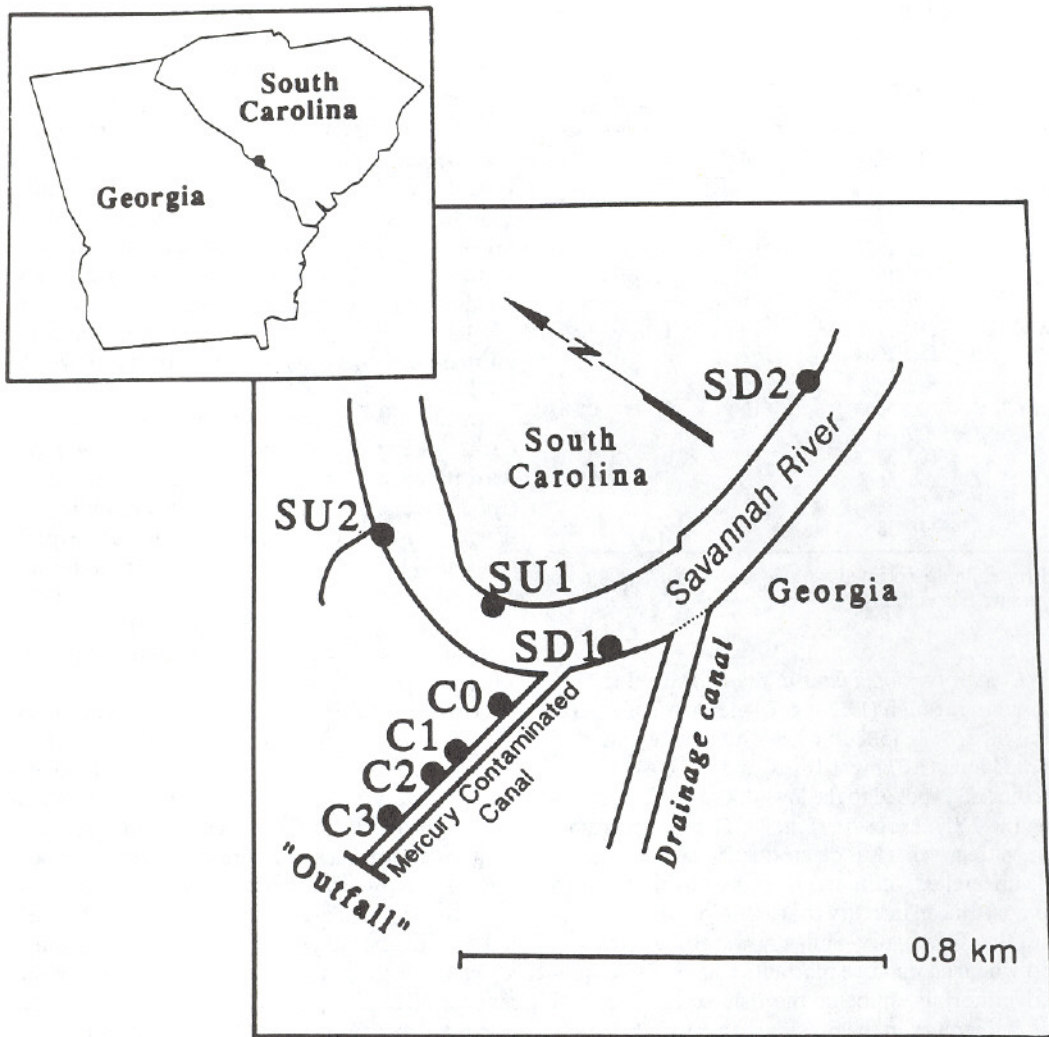 South
Carolina
Georgia
N
SD2
South
Carolina
Savannah River
SU2
SU1
Georgia
SD1
C0
C1
C2
C3
Mercury Contaminated
Canal
Drainage canal
"Outfall"
0.8 km